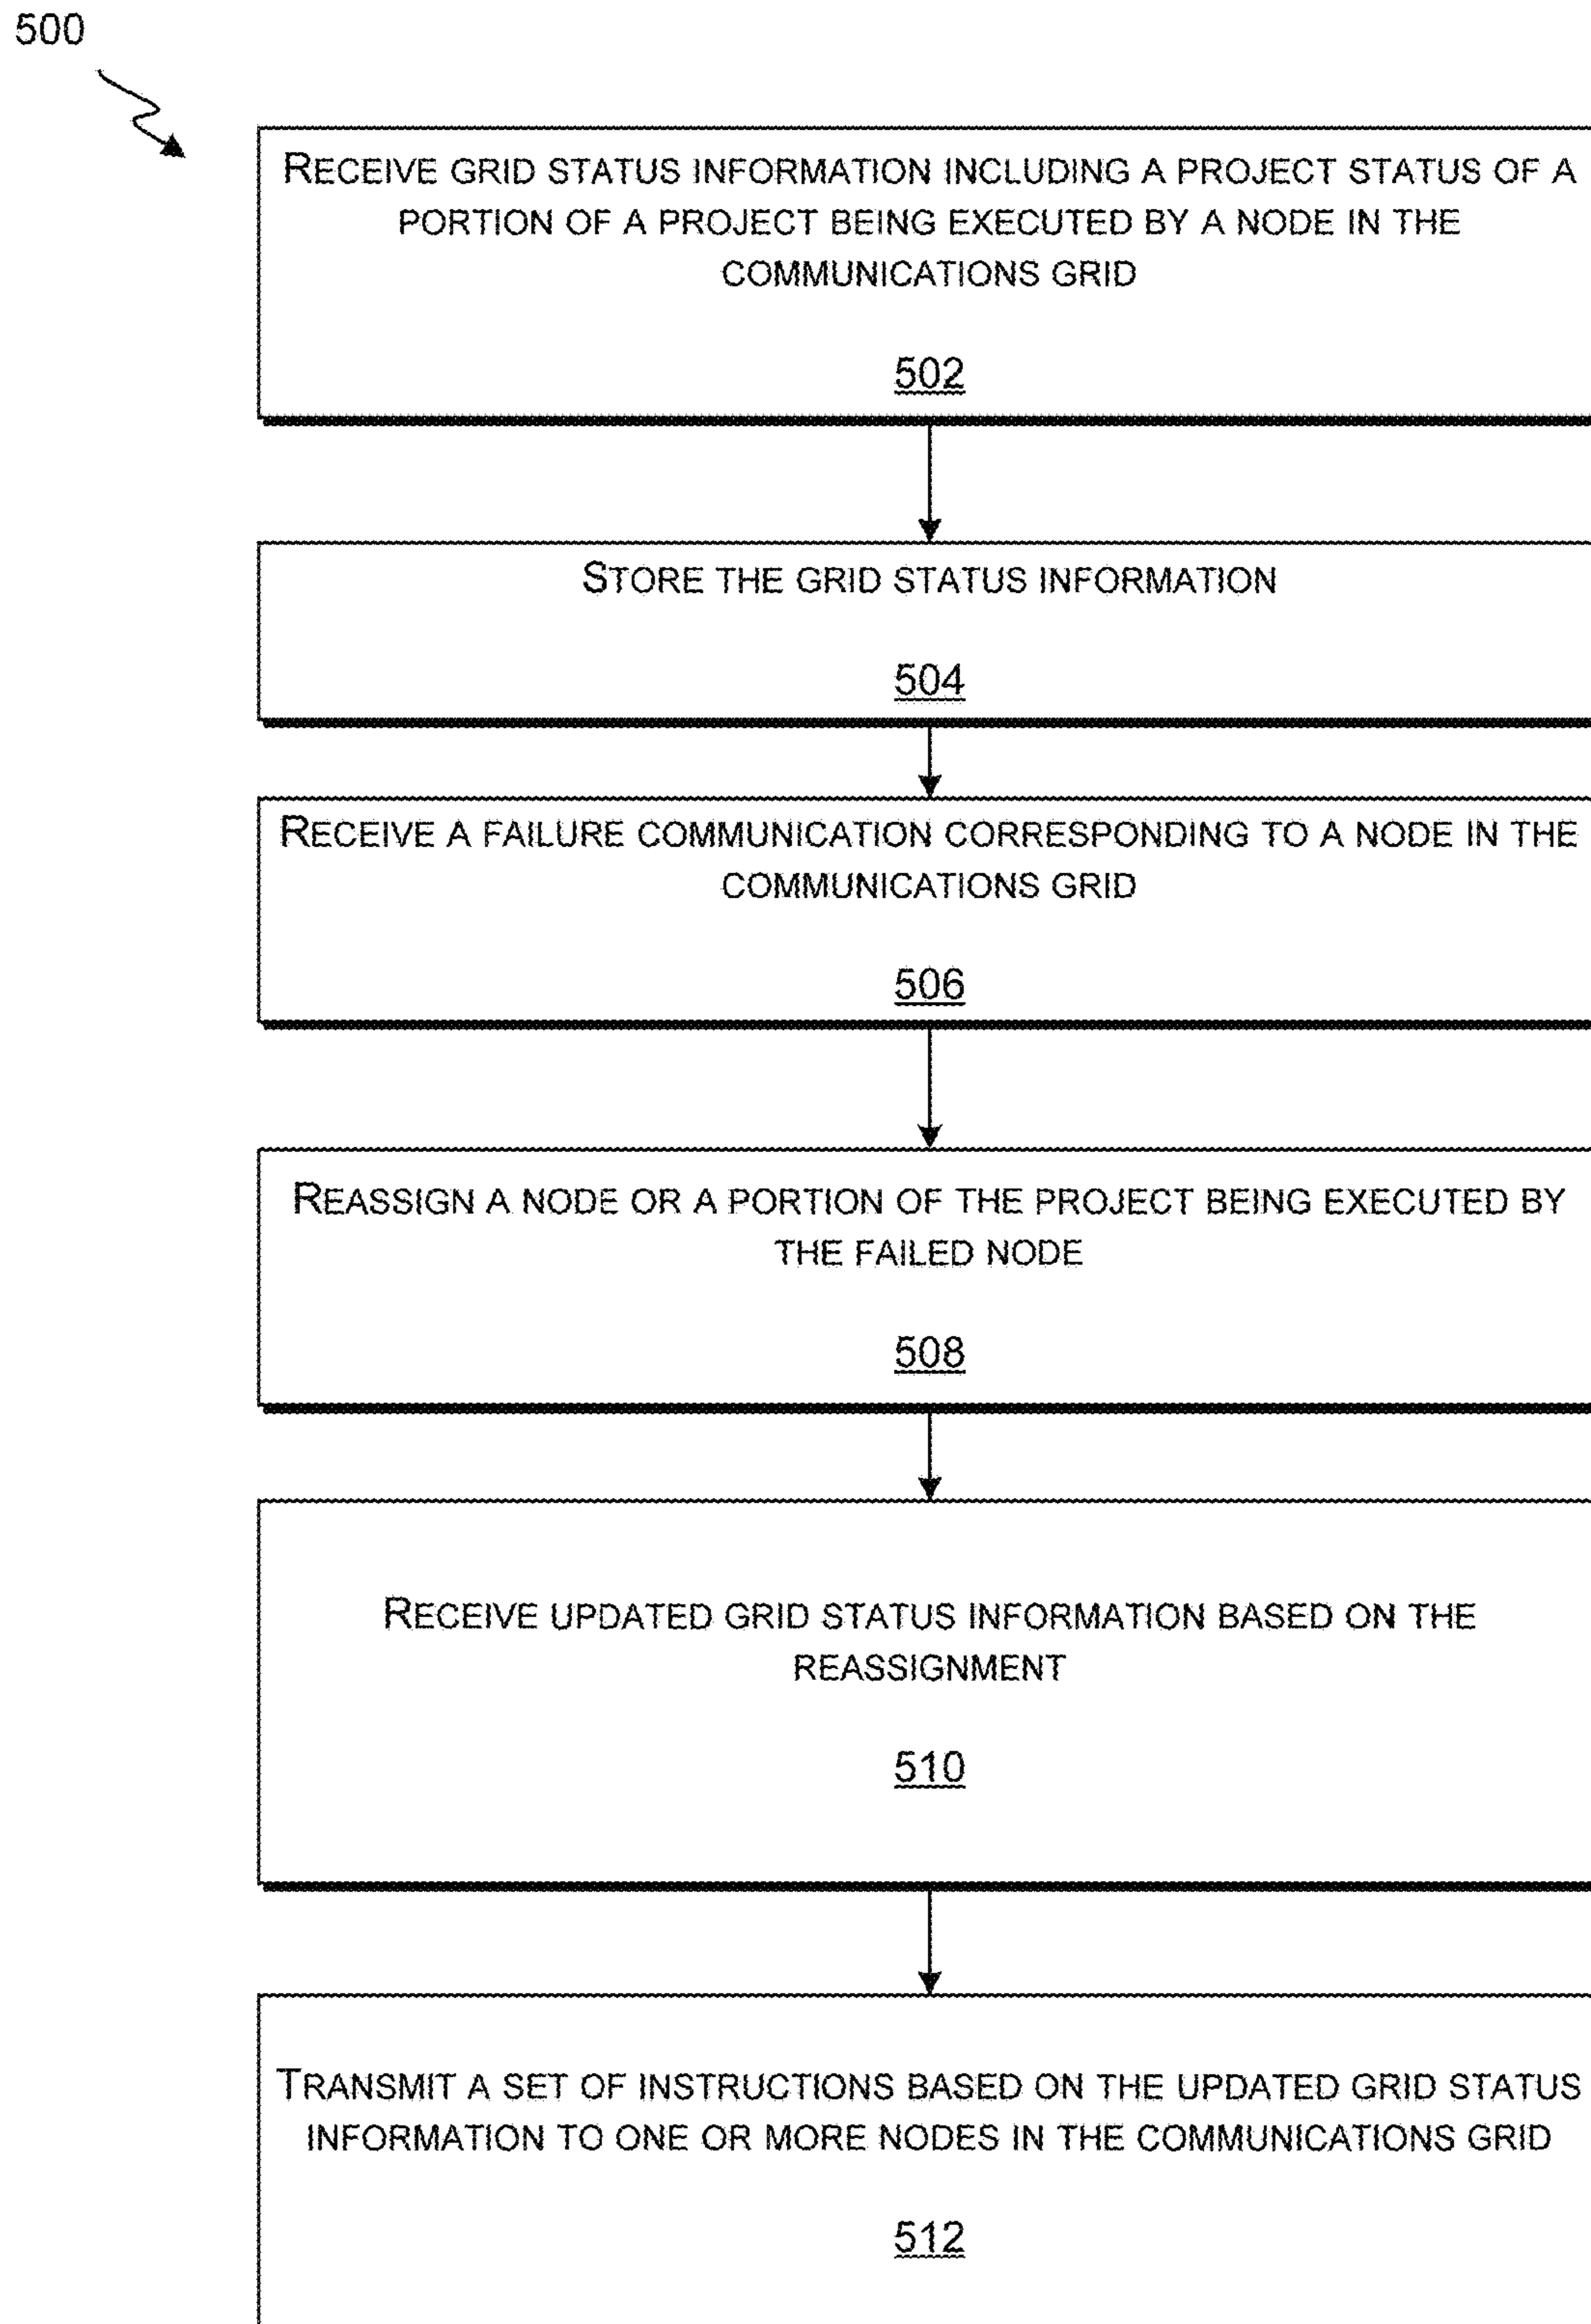 500
RECEIVE GRID STATUS INFORMATION INCLUDING A PROJECT STATUS OF A
PORTION OF A PROJECT BEING EXECUTED BY A NODE IN THE
COMMUNICATIONS GRID
502
STORE THE GRID STATUS INFORMATION
504
RECEIVE A FAILURE COMMUNICATION CORRESPONDING TO A NODE IN THE
COMMUNICATIONS GRID
506
REASSIGN A NODE OR A PORTION OF THE PROJECT BEING EXECUTED BY
THE FAILED NODE
508
RECEIVE UPDATED GRID STATUS INFORMATION BASED ON THE
REASSIGNMENT
510
TRANSMIT A SET OF INSTRUCTIONS BASED ON THE UPDATED GRID STATUS
INFORMATION TO ONE OR MORE NODES IN THE COMMUNICATIONS GRID
512